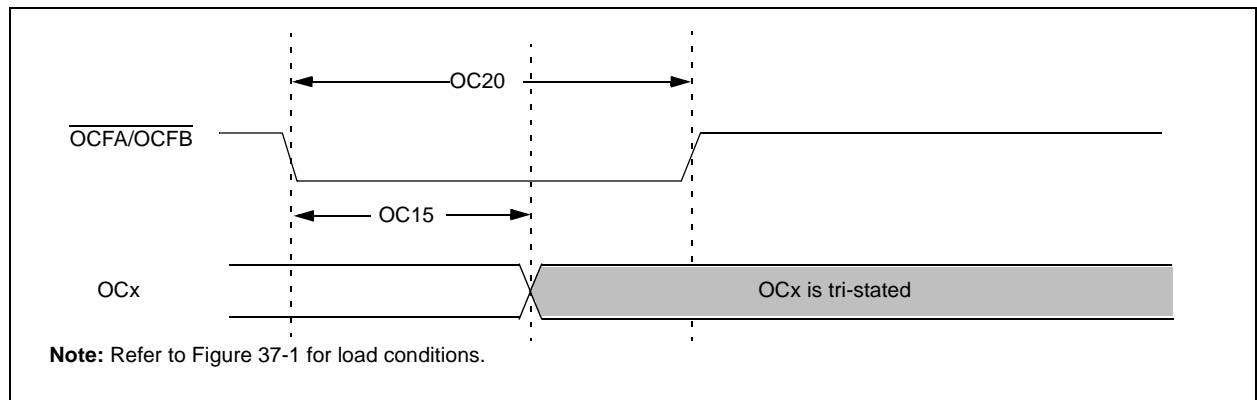 OC20
OCFA/OCFB
OC15
OCx
OCx is tri-stated
Note: Refer to Figure 37-1 for load conditions.